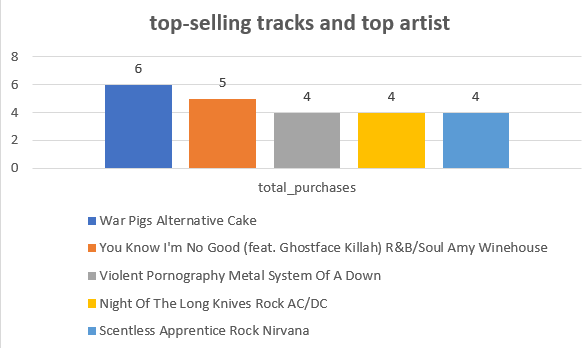 top-selling tracks and top artist
8
6
4
2
0
6
5
4
4
4
total_purchases
War Pigs Alternative Cake
You Know I'm No Good (feat. Ghostface Killah) R&B/Soul Amy Winehouse
Violent Pornography Metal System Of A Down
Night Of The Long Knives Rock AC/DC
Scentless Apprentice Rock Nirvana